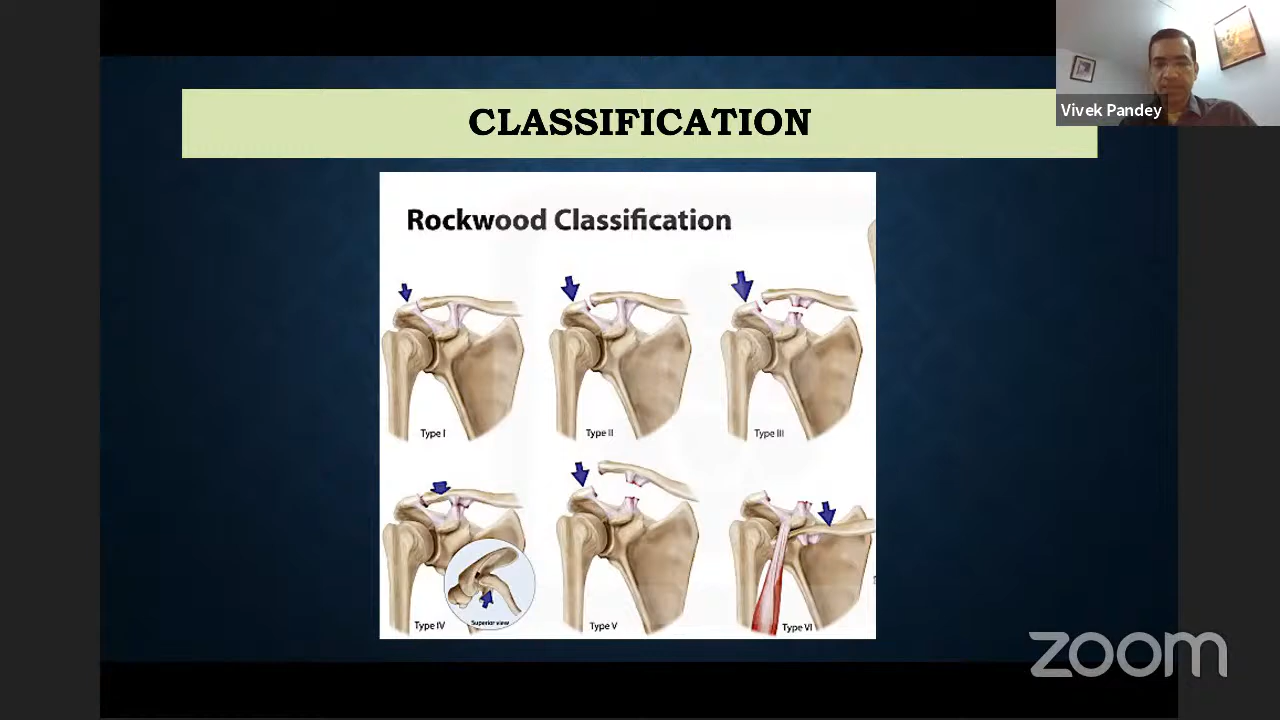 CLASSIFICATION
Vivek Pandey
Rockwood Classification
Type I
Type II
Type III
Type IV
Superior view
Type V
Type VI
zoom